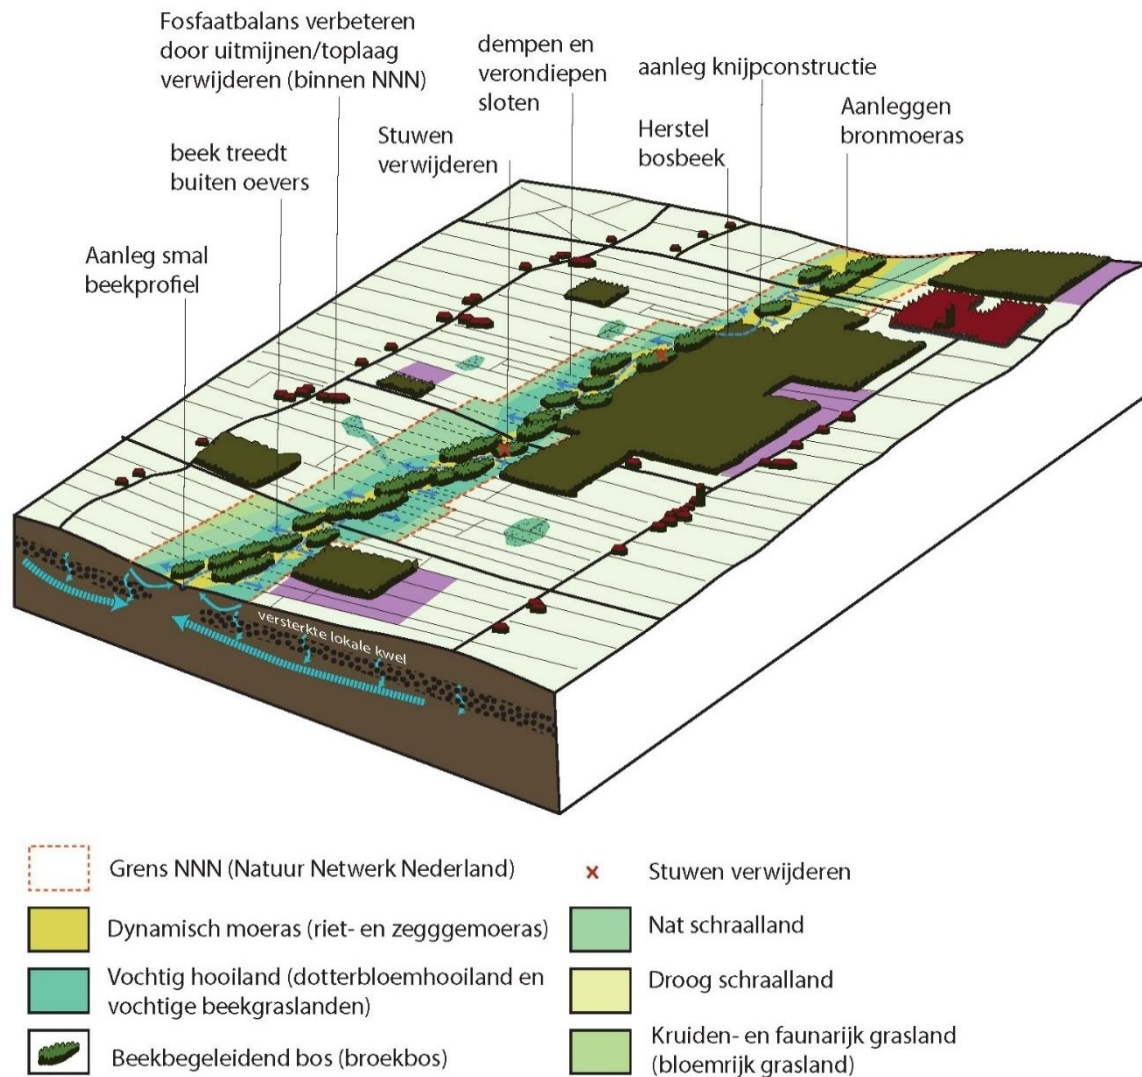 Fosfaatbalans verbeteren
door uitmijnen/toplaag
verwijderen (binnen NNN)
dempen en
verondiepen
sloten
aanleg knijpconstructie
Aanleggen
bronmoeras
Stuwen
verwijderen
Herstel
bosbeek
beek treedt
buiten oevers
Aanleg smal
beekprofiel
versterkte lokale kwel
Grens NNN (Natuur Netwerk Nederland)
Dynamisch moeras (riet- en zegggemoeras)
Vochtig hooiland (dotterbloemhooiland en
vochtige beekgraslanden)
Beekbegeleidend bos (broekbos)
Stuwen verwijderen
Nat schraalland
Droog schraalland
Kruiden- en faunarijk grasland
(bloemrijk grasland)